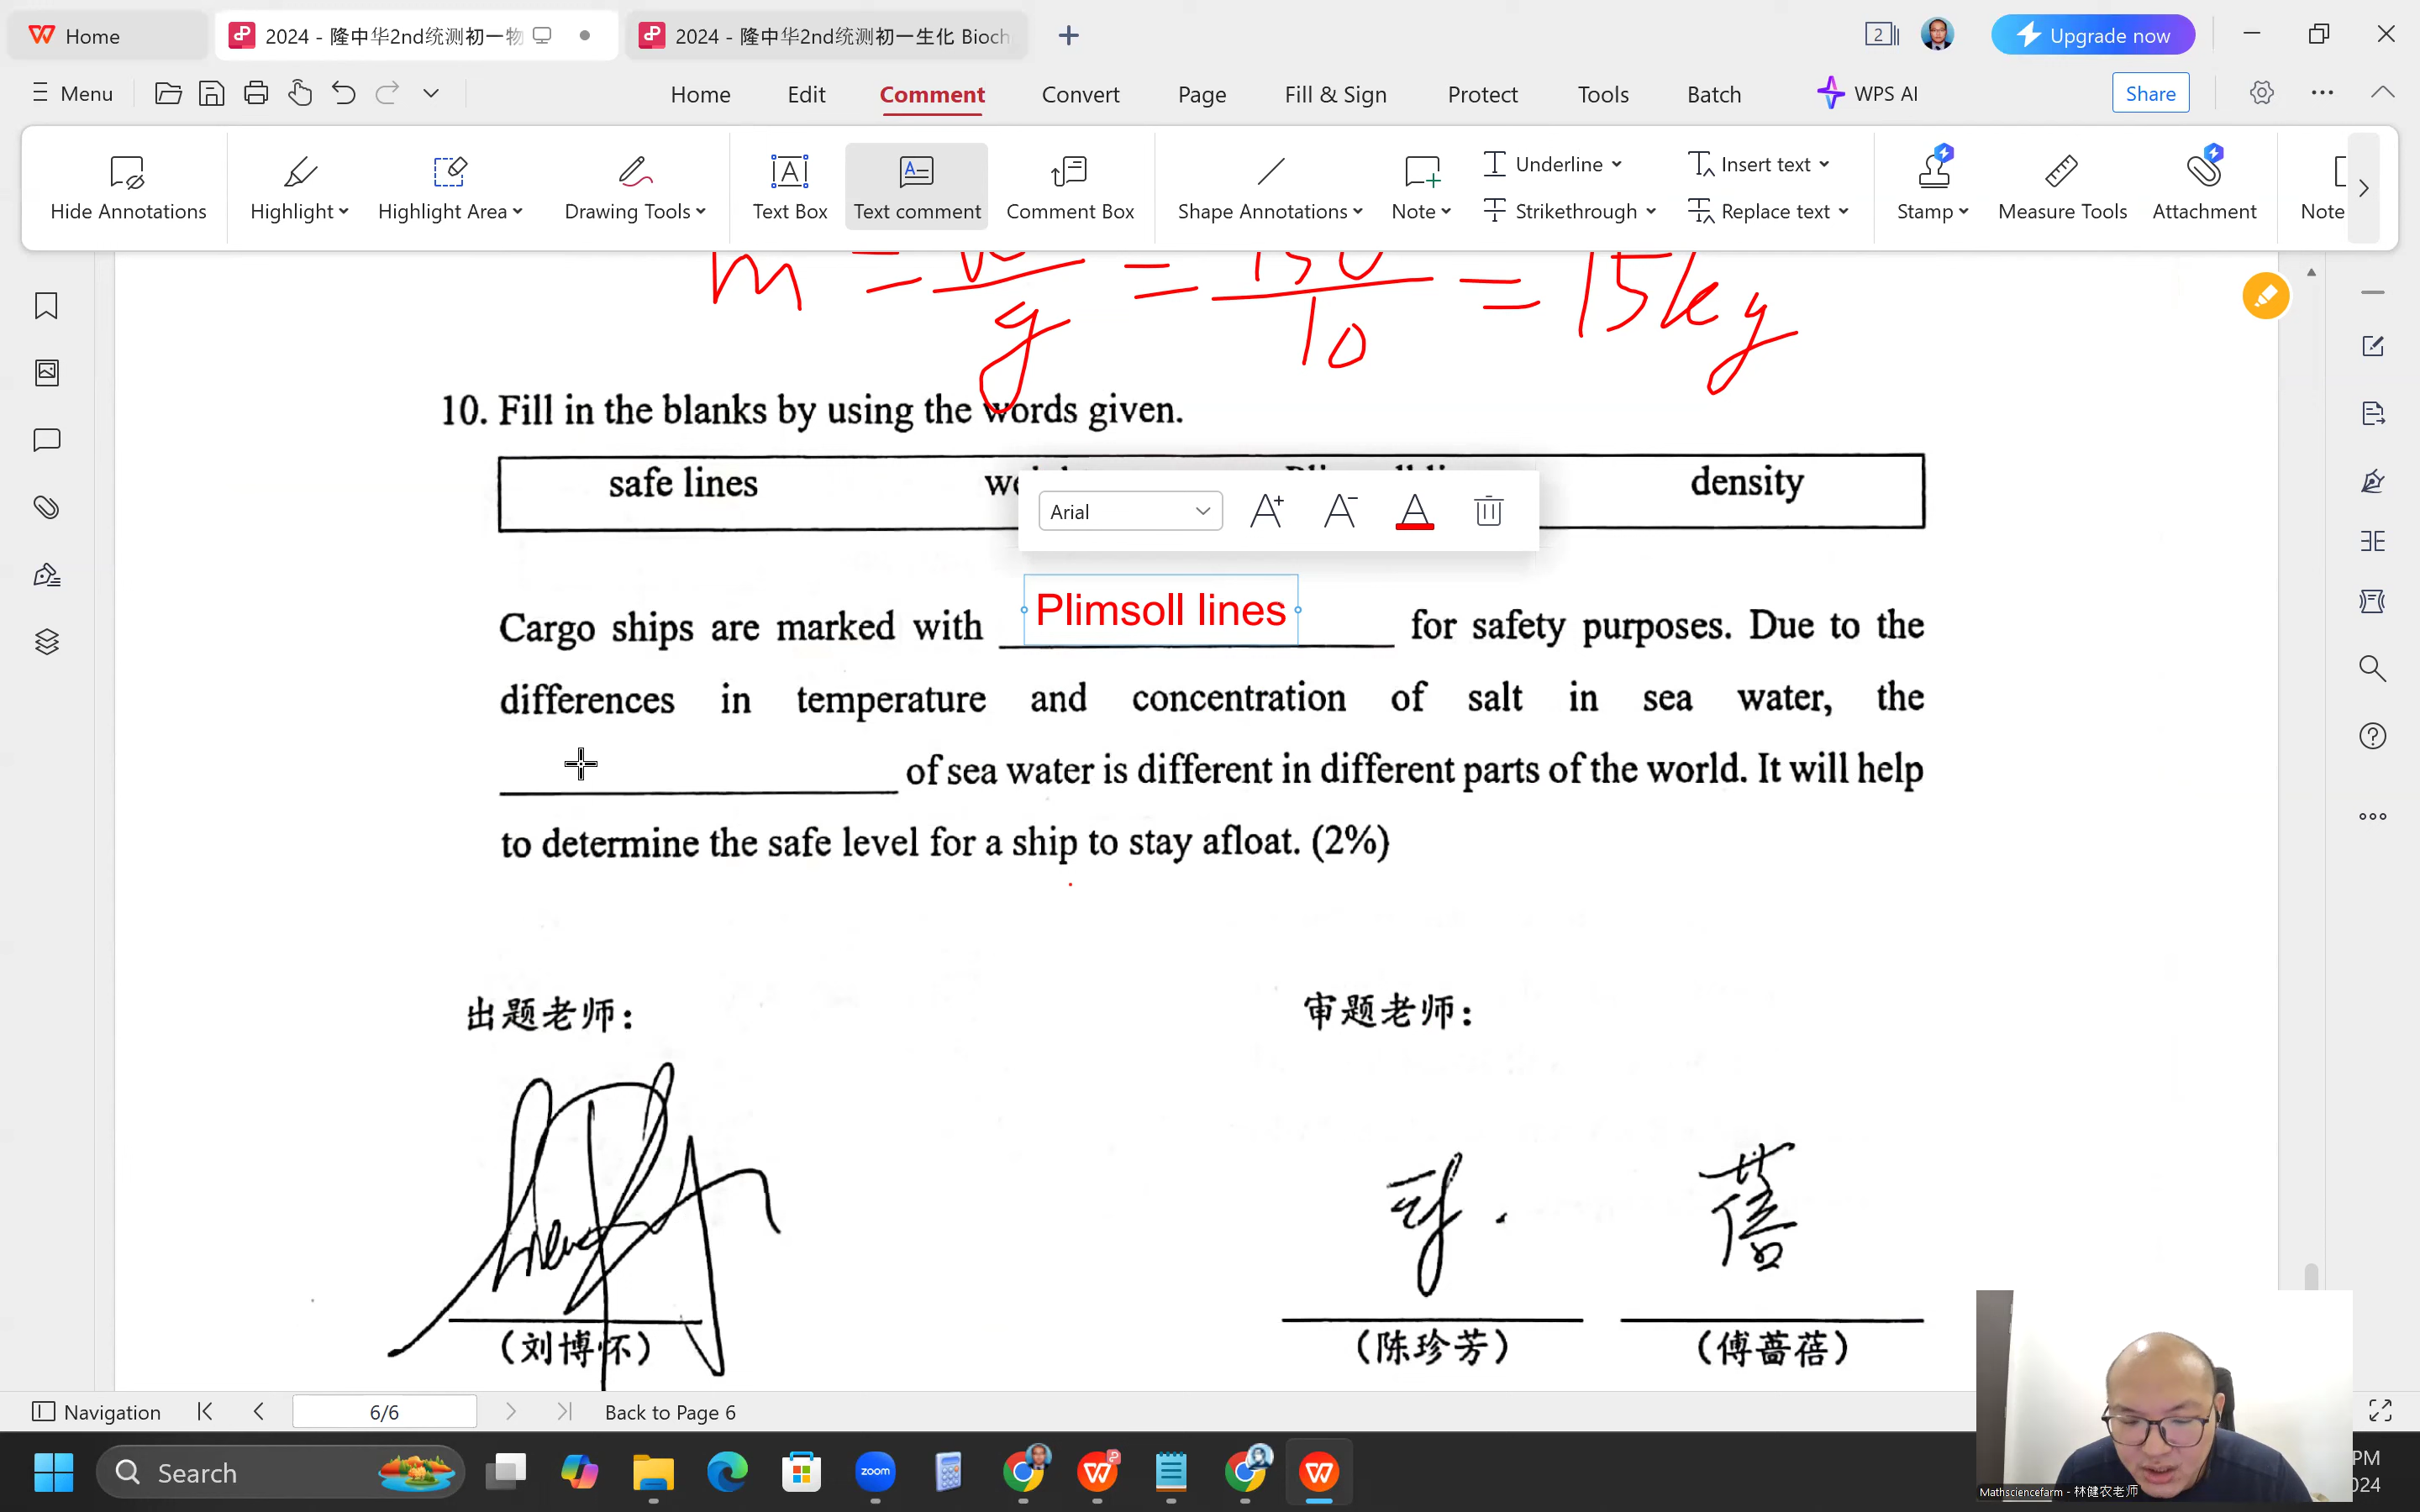 Home
2024 - 隆中华2nd统测初一物
2024 - 隆中华2nd统测初一生化 Bioch
2
Upgrade now
Menu
Home Edit Comment Convert Page Fill & Sign Protect Tools Batch WPS AI
Share
Hide Annotations Highlight Highlight Area Drawing Tools Text Box Text comment Comment Box Shape Annotations Note Underline Strikethrough Insert text Replace text Stamp Measure Tools Attachment Note
m = = = 15kg
g 10
10. Fill in the blanks by using the words given.
safe lines density
Arial
Plimsoll lines
Cargo ships are marked with for safety purposes. Due to the
differences in temperature and concentration of salt in sea water, the
of sea water is different in different parts of the world. It will help
to determine the safe level for a ship to stay afloat. (2%)
出题老师:
审题老师:
蓓
(刘博怀)
(陈珍芳)
(傅蔷蓓)
Navigation
6/6
Back to Page 6
Search
zoom
PM
024
Mathsciencefarm - 林健农老师